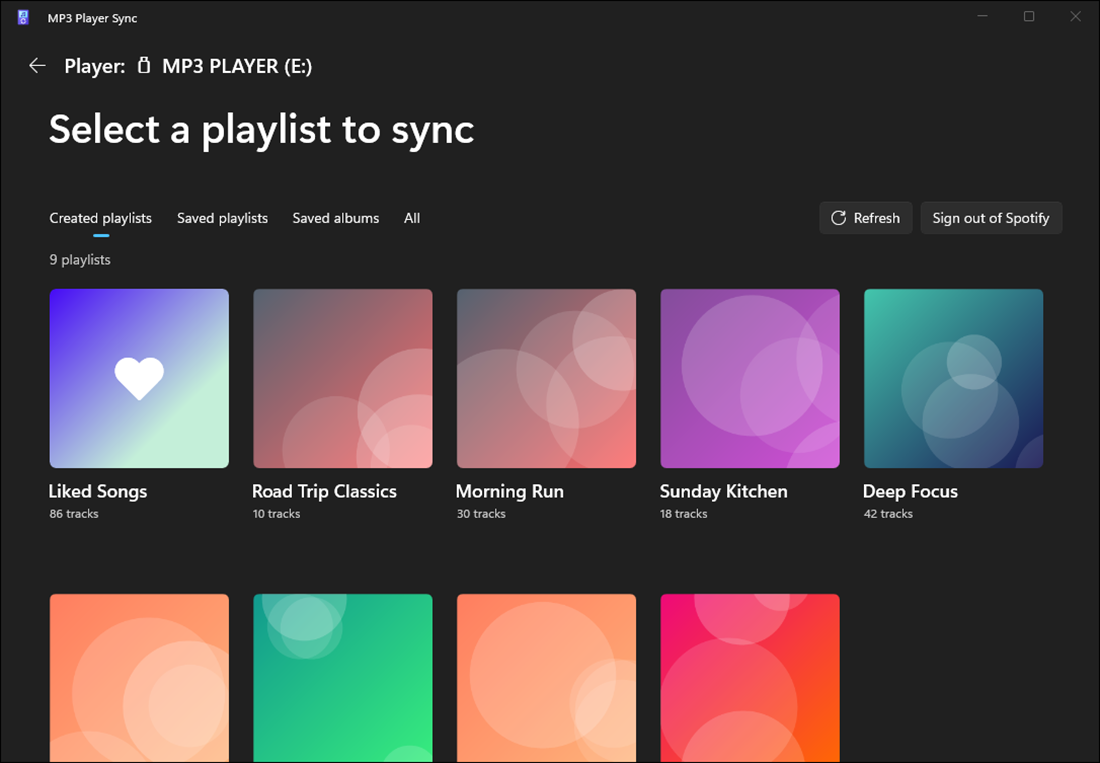 MP3 Player Sync
Player: MP3 PLAYER (E:)
Select a playlist to sync
Created playlists Saved playlists Saved albums All Refresh Sign out of Spotify
9 playlists
Liked Songs Road Trip Classics Morning Run Sunday Kitchen Deep Focus
86 tracks 10 tracks 30 tracks 18 tracks 42 tracks